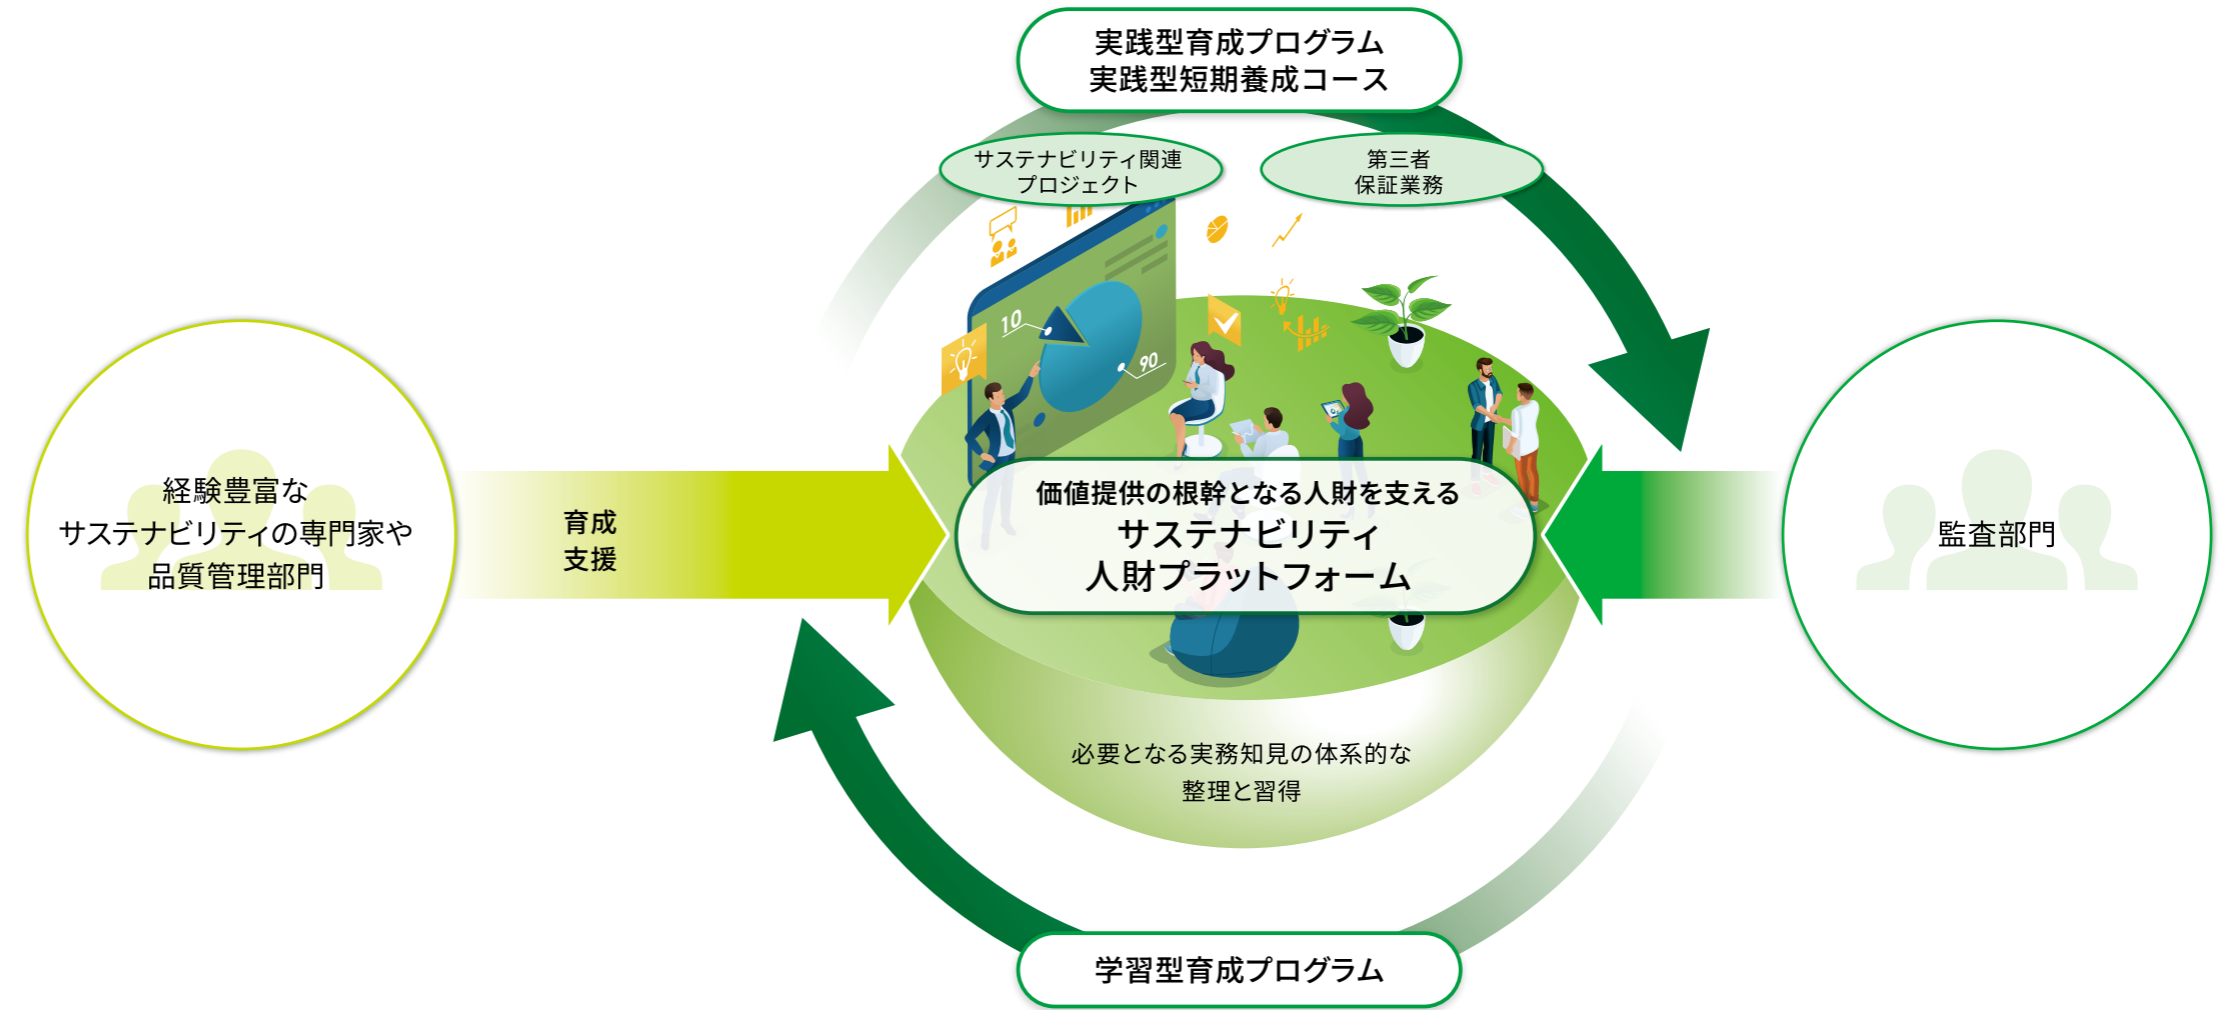 実践型育成プログラム
実践型短期養成コース
サステナビリティ関連
プロジェクト
第三者
保証業務
10
90
経験豊富な
サステナビリティの専門家や
品質管理部門
育成
支援
価値提供の根幹となる人財を支える
サステナビリティ
人財プラットフォーム
監査部門
必要となる実務知見の体系的な
整理と習得
学習型育成プログラム